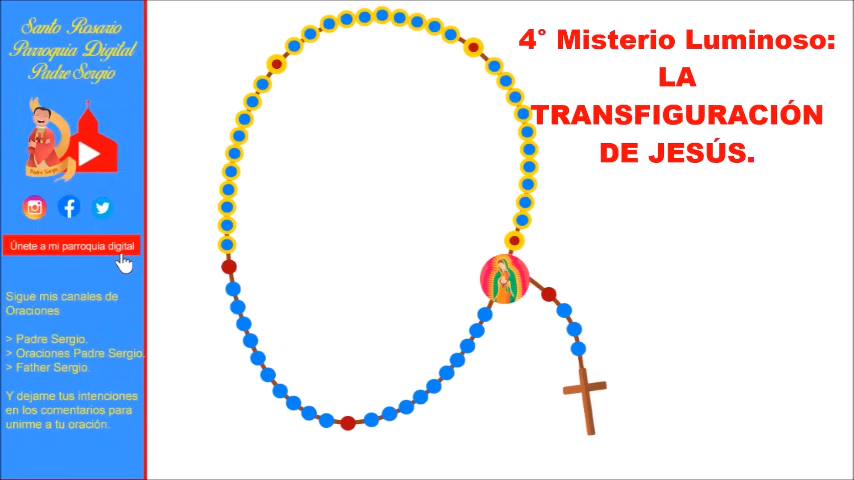 Santo Rosario
Parroquia Digital
Padre Sergio
Padre Sergio
Únete a mi parroquia digital
Sigue mis canales de
Oraciones
> Padre Sergio.
> Oraciones Padre Sergio.
> Father Sergio.
Y dejame tus intenciones
en los comentarios para
unirme a tu oración.
4° Misterio Luminoso:
LA
TRANSFIGURACIÓN
DE JESÚS.